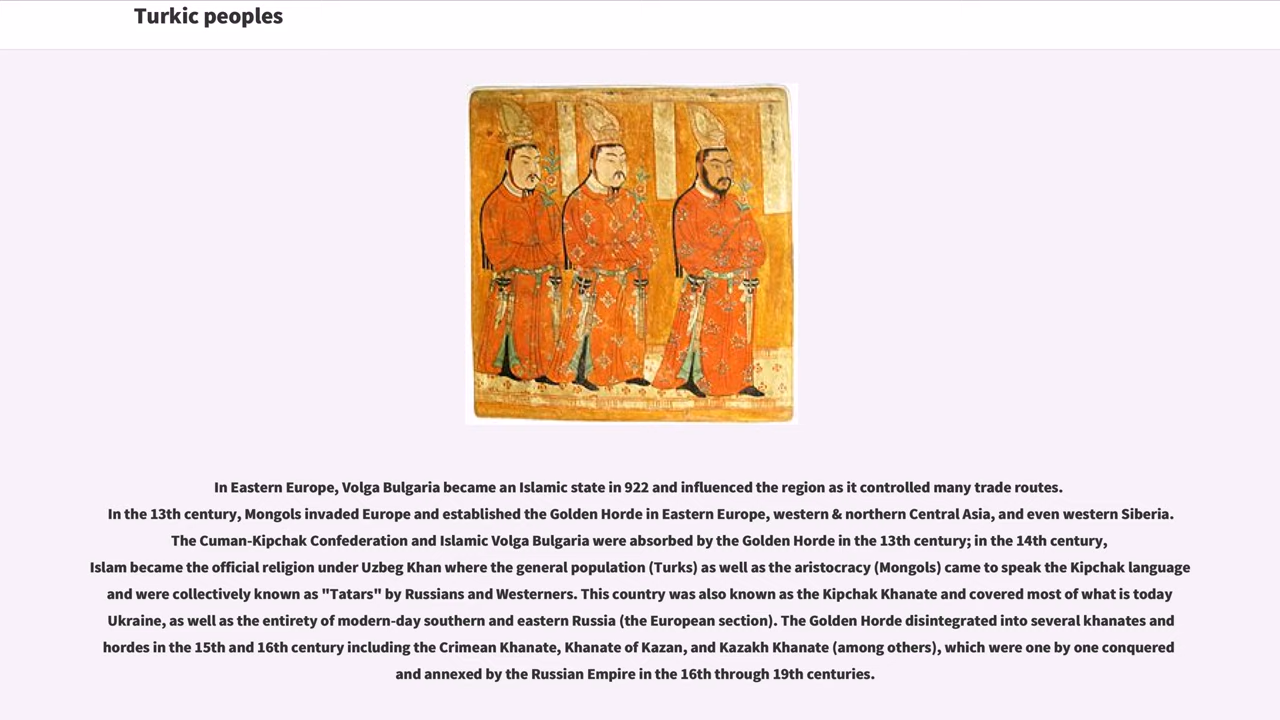 Turkic peoples
In Eastern Europe, Volga Bulgaria became an Islamic state in 922 and influenced the region as it controlled many trade routes.
In the 13th century, Mongols invaded Europe and established the Golden Horde in Eastern Europe, western & northern Central Asia, and even western Siberia.
The Cuman-Kipchak Confederation and Islamic Volga Bulgaria were absorbed by the Golden Horde in the 13th century; in the 14th century,
Islam became the official religion under Uzbeg Khan where the general population (Turks) as well as the aristocracy (Mongols) came to speak the Kipchak language
and were collectively known as "Tatars" by Russians and Westerners. This country was also known as the Kipchak Khanate and covered most of what is today
Ukraine, as well as the entirety of modern-day southern and eastern Russia (the European section). The Golden Horde disintegrated into several khanates and
hordes in the 15th and 16th century including the Crimean Khanate, Khanate of Kazan, and Kazakh Khanate (among others), which were one by one conquered
and annexed by the Russian Empire in the 16th through 19th centuries.